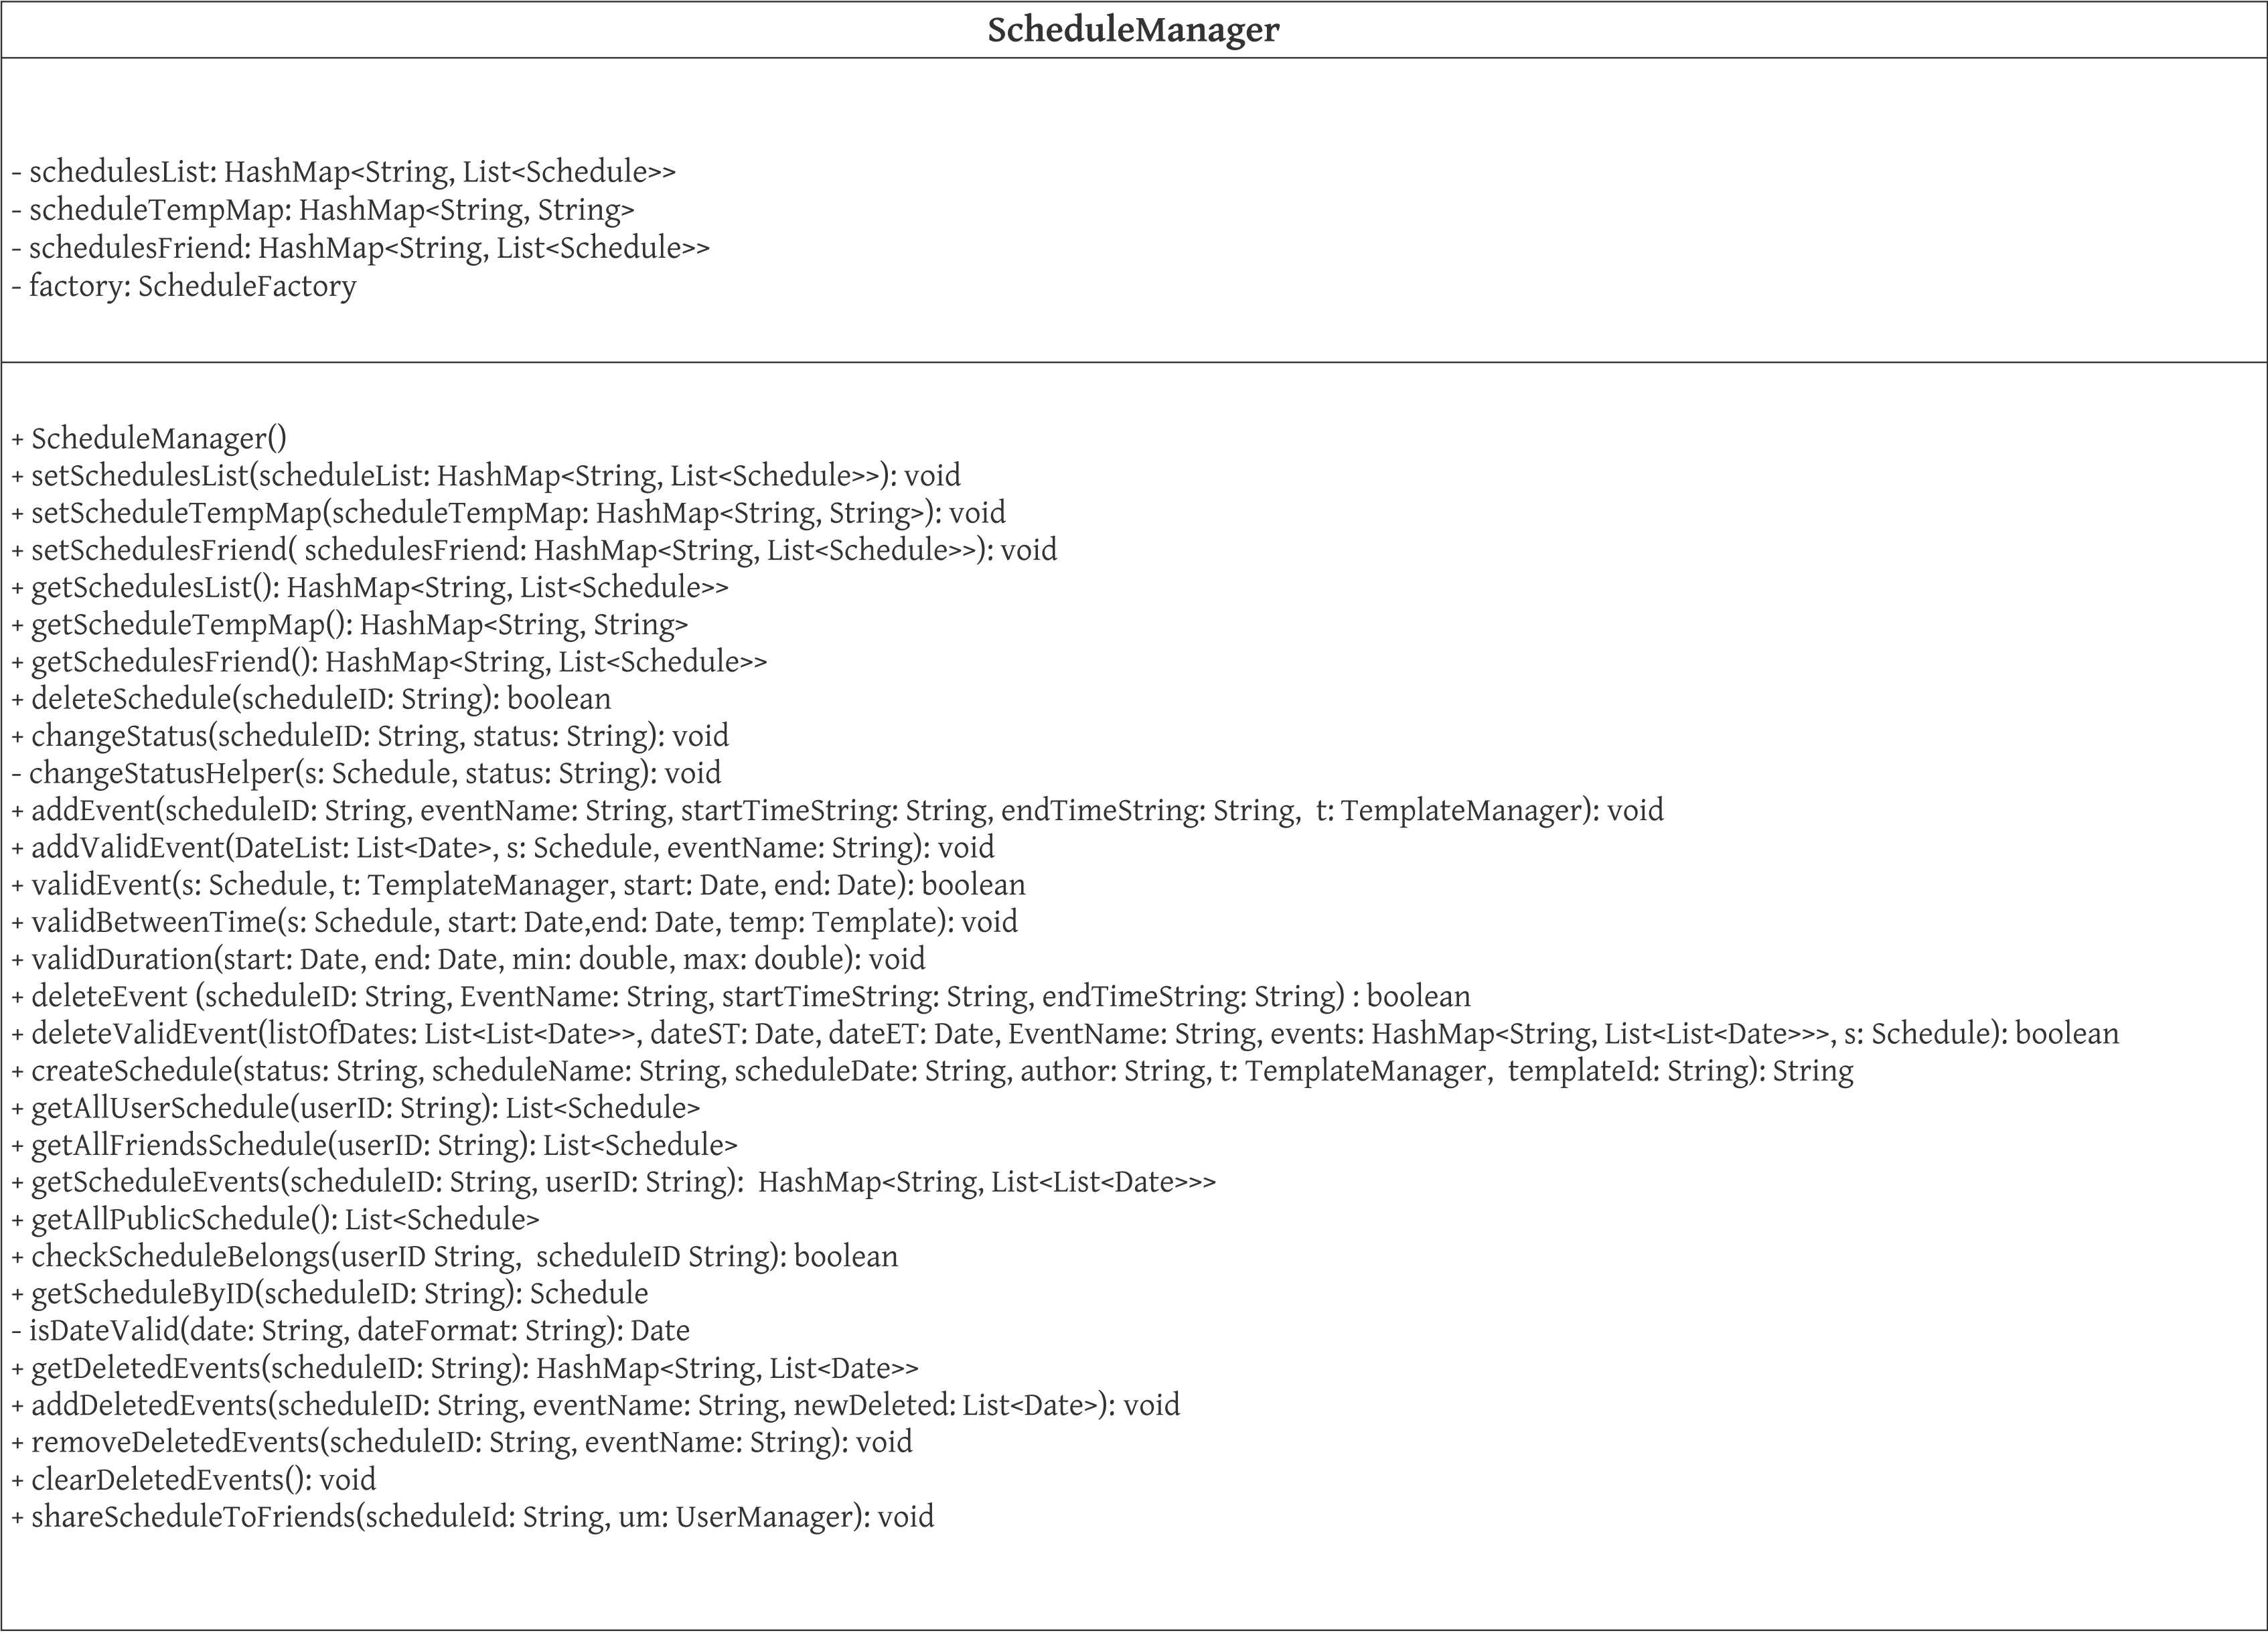 ScheduleManager
- schedulesList: HashMap<String, List<Schedule>>
- scheduleTempMap: HashMap<String, String>
- schedulesFriend: HashMap<String, List<Schedule>>
- factory: ScheduleFactory
+ ScheduleManager()
+ setSchedulesList(scheduleList: HashMap<String, List<Schedule>>): void
+ setScheduleTempMap(scheduleTempMap: HashMap<String, String>): void
+ setSchedulesFriend( schedulesFriend: HashMap<String, List<Schedule>>): void
+ getSchedulesList(): HashMap<String, List<Schedule>>
+ getScheduleTempMap(): HashMap<String, String>
+ getSchedulesFriend(): HashMap<String, List<Schedule>>
+ deleteSchedule(scheduleID: String): boolean
+ changeStatus(scheduleID: String, status: String): void
- changeStatusHelper(s: Schedule, status: String): void
+ addEvent(scheduleID: String, eventName: String, startTimeString: String, endTimeString: String,  t: TemplateManager): void
+ addValidEvent(DateList: List<Date>, s: Schedule, eventName: String): void
+ validEvent(s: Schedule, t: TemplateManager, start: Date, end: Date): boolean
+ validBetweenTime(s: Schedule, start: Date,end: Date, temp: Template): void
+ validDuration(start: Date, end: Date, min: double, max: double): void
+ deleteEvent (scheduleID: String, EventName: String, startTimeString: String, endTimeString: String) : boolean
+ deleteValidEvent(listOfDates: List<List<Date>>, dateST: Date, dateET: Date, EventName: String, events: HashMap<String, List<List<Date>>>, s: Schedule): boolean
+ createSchedule(status: String, scheduleName: String, scheduleDate: String, author: String, t: TemplateManager,  templateId: String): String
+ getAllUserSchedule(userID: String): List<Schedule>
+ getAllFriendsSchedule(userID: String): List<Schedule>
+ getScheduleEvents(scheduleID: String, userID: String):  HashMap<String, List<List<Date>>>
+ getAllPublicSchedule(): List<Schedule>
+ checkScheduleBelongs(userID String,  scheduleID String): boolean
+ getScheduleByID(scheduleID: String): Schedule
- isDateValid(date: String, dateFormat: String): Date
+ getDeletedEvents(scheduleID: String): HashMap<String, List<Date>>
+ addDeletedEvents(scheduleID: String, eventName: String, newDeleted: List<Date>): void
+ removeDeletedEvents(scheduleID: String, eventName: String): void
+ clearDeletedEvents(): void
+ shareScheduleToFriends(scheduleId: String, um: UserManager): void